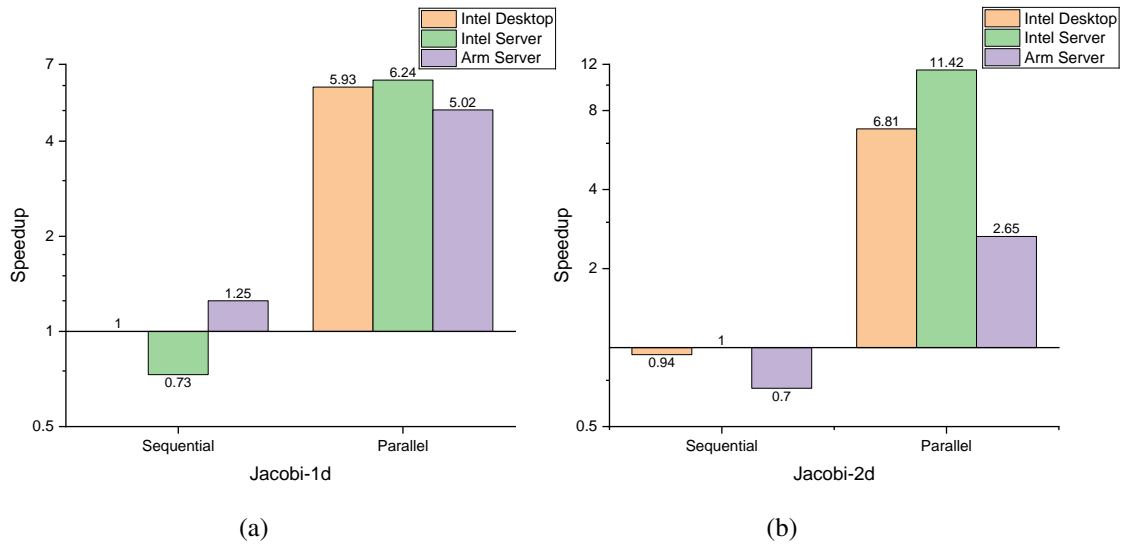 Intel Desktop
Intel Server
Arm Server
7
4
2
1
0.5
Speedup
1
0.73
1.25
5.93
6.24
5.02
Sequential
Parallel
Jacobi-1d
(a)
Intel Desktop
Intel Server
Arm Server
12
8
4
2
0.5
Speedup
0.94
1
0.7
6.81
11.42
2.65
Sequential
Parallel
Jacobi-2d
(b)